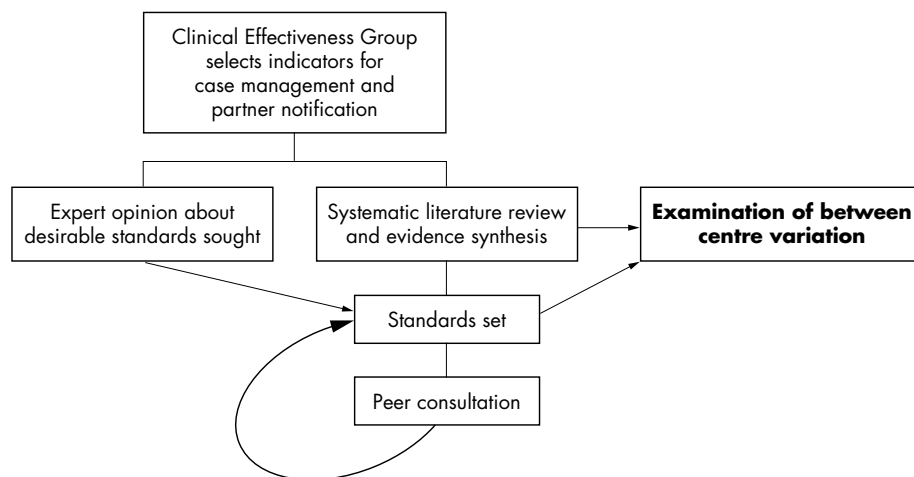 Clinical Effectiveness Group
selects indicators for
case management and
partner notification
Expert opinion about
desirable standards sought
Systematic literature review
and evidence synthesis
Examination of between
centre variation
Standards set
Peer consultation